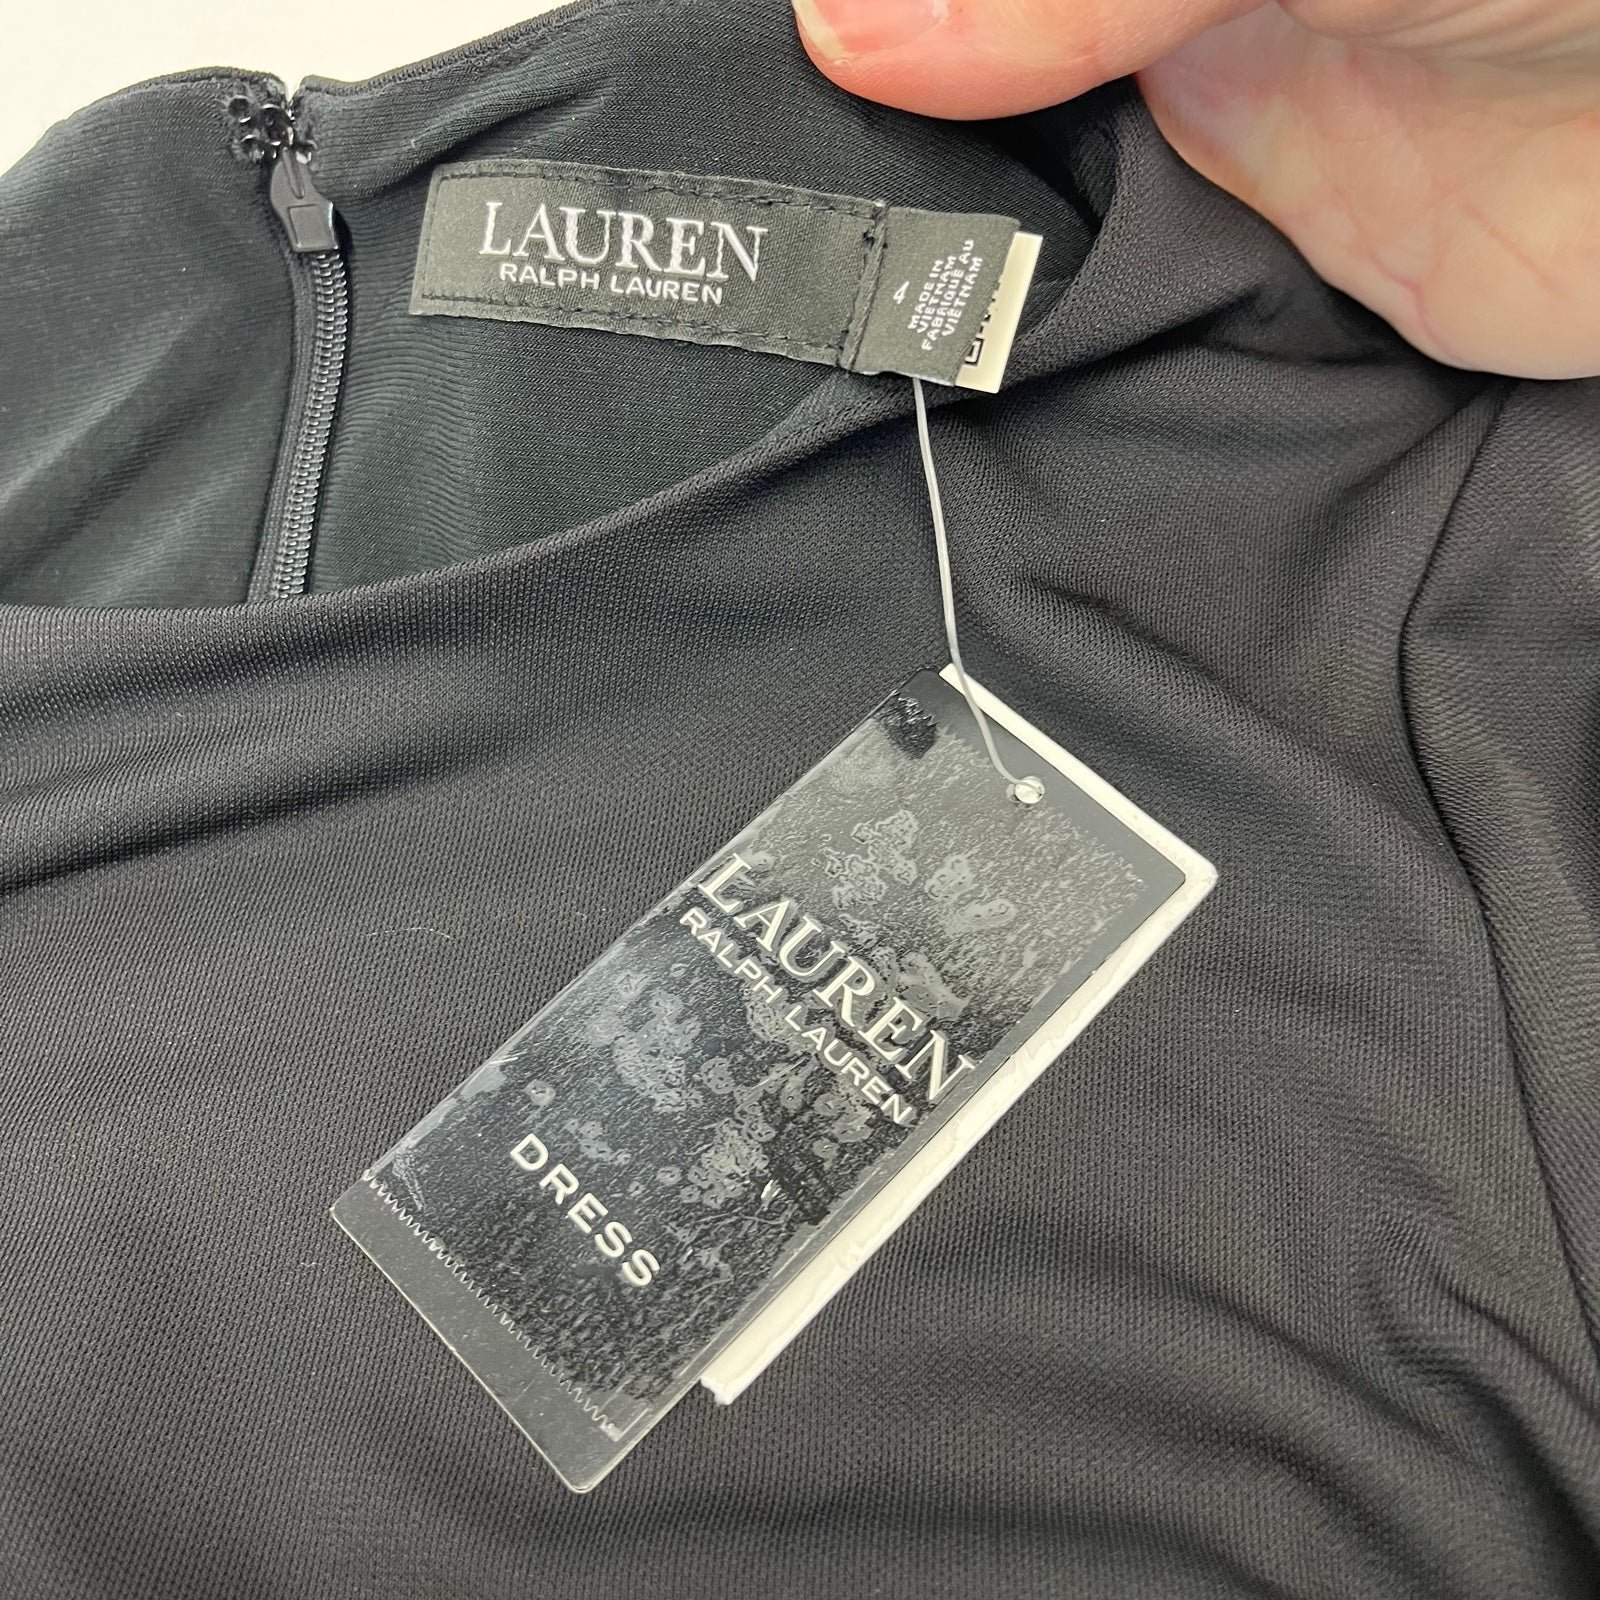 LAUREN
RALPH LAUREN
4
MADE IN
VIETNAM
FABRIQUÉ AU
VIETNAM
LAUREN
RALPH LAUREN
DRESS